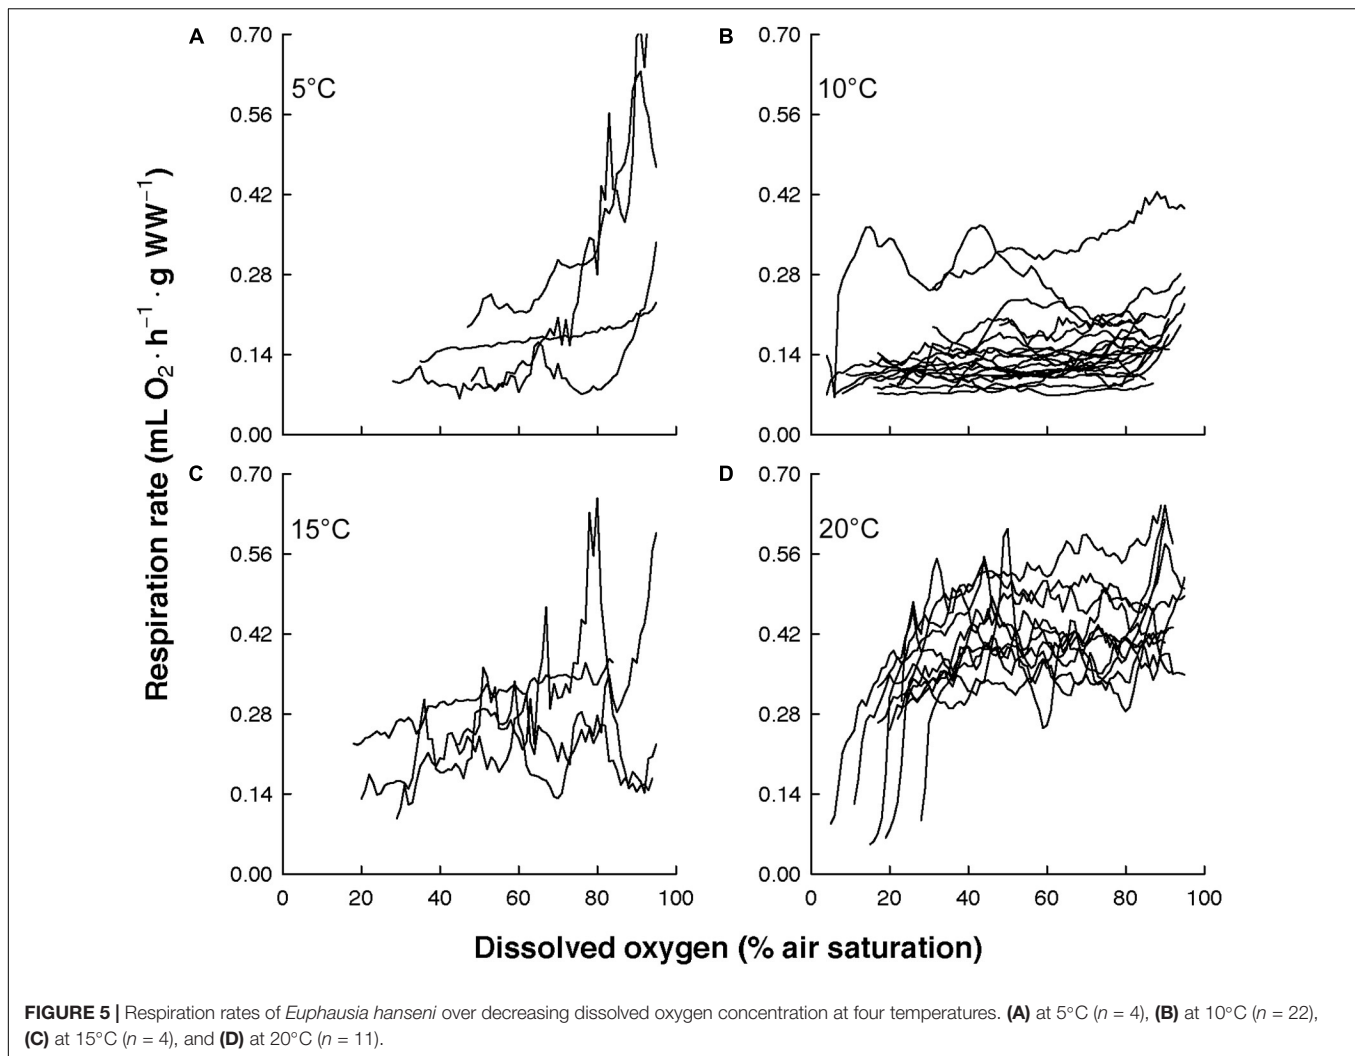 Respiration rate (mL O₂ · h⁻¹ · g WW⁻¹)
A
5°C
0.70
0.56
0.42
0.28
0.14
0.00
B
10°C
0.70
0.56
0.42
0.28
0.14
0.00
C
15°C
0.70
0.56
0.42
0.28
0.14
0.00
0 20 40 60 80 100
D
20°C
0.70
0.56
0.42
0.28
0.14
0.00
0 20 40 60 80 100
Dissolved oxygen (% air saturation)
FIGURE 5 | Respiration rates of Euphausia hanseni over decreasing dissolved oxygen concentration at four temperatures. (A) at 5°C (n = 4), (B) at 10°C (n = 22),
(C) at 15°C (n = 4), and (D) at 20°C (n = 11).